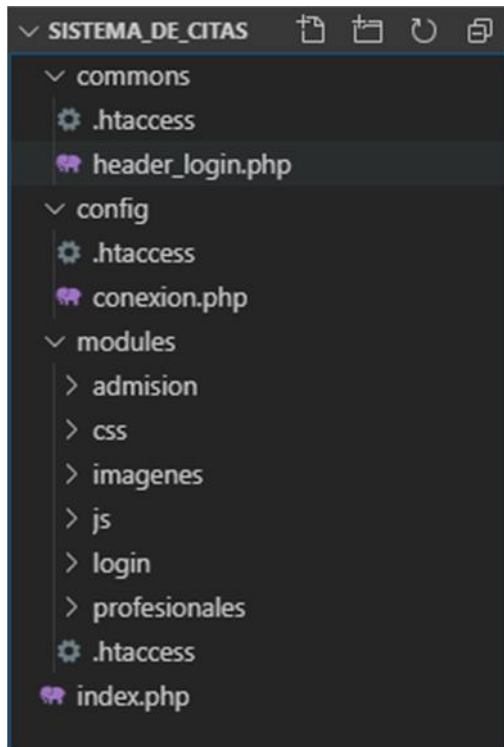 SISTEMA_DE_CITAS
commons
.htaccess
header_login.php
config
.htaccess
conexion.php
modules
admision
css
imagenes
js
login
profesionales
.htaccess
index.php